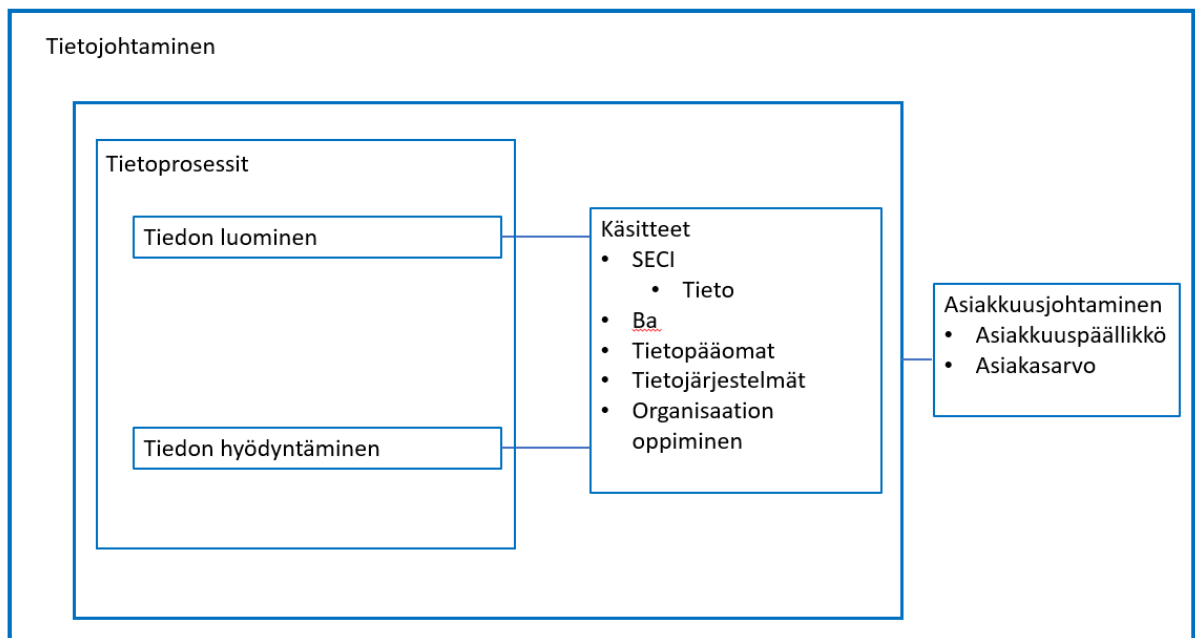 Tietojohtaminen
Tietoprosessit
Tiedon luominen
Tiedon hyödyntäminen
Käsitteet
• SECI
• Tieto
• Ba
• Tietopääomat
• Tietojärjestelmät
• Organisaation
oppiminen
Asiakkuusjohtaminen
• Asiakkuuspäällikkö
• Asiakasarvo